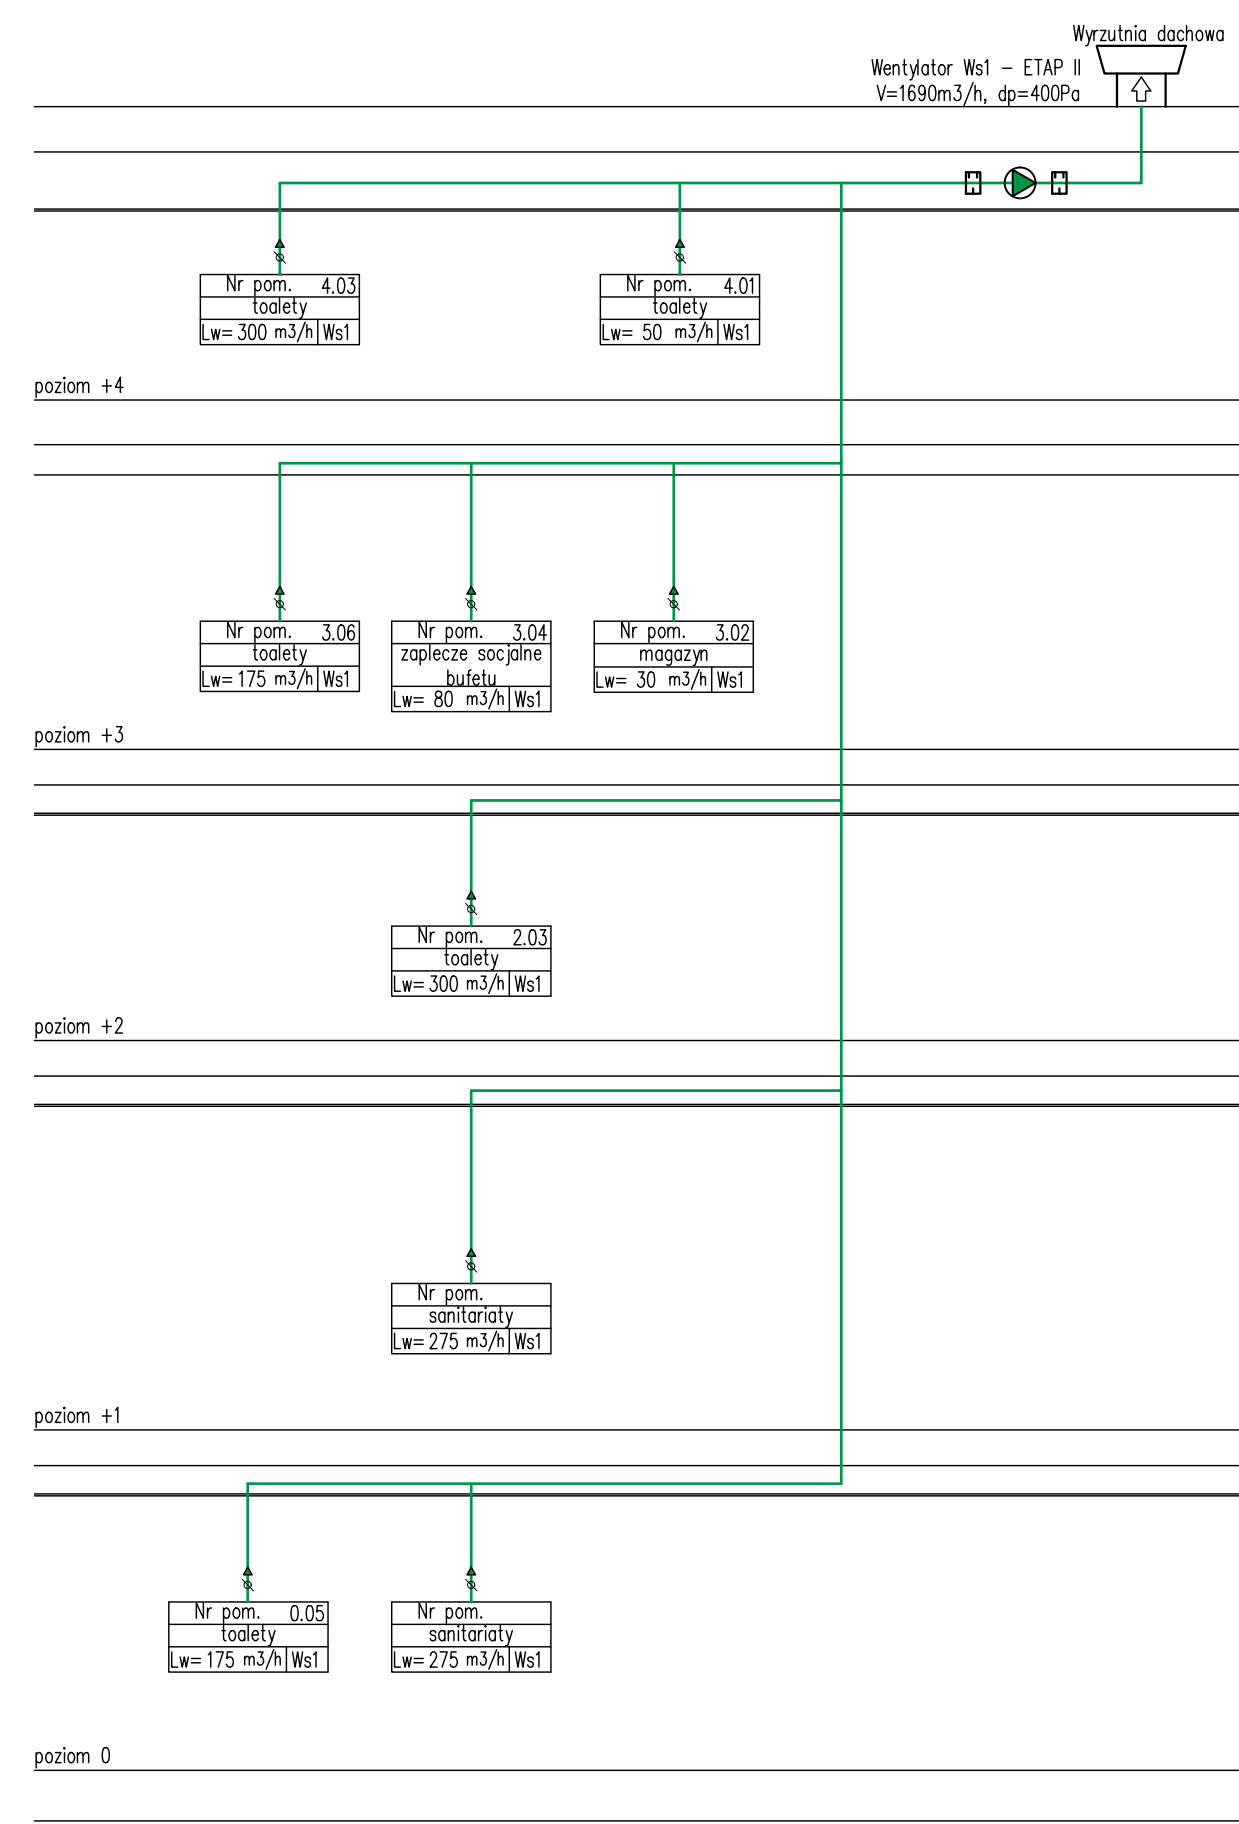 Wyrzutnia dachowa
Wentylator Ws1 – ETAP II
V=1690m3/h, dp=400Pa
Nr pom. 4.03
toalety
Lw= 300 m3/h Ws1
Nr pom. 4.01
toalety
Lw= 50 m3/h Ws1
poziom +4
Nr pom. 3.06
toalety
Lw= 175 m3/h Ws1
Nr pom. 3.04
zaplecze socjalne
bufetu
Lw= 80 m3/h Ws1
Nr pom. 3.02
magazyn
Lw= 30 m3/h Ws1
poziom +3
Nr pom. 2.03
toalety
Lw= 300 m3/h Ws1
poziom +2
Nr pom.
sanitariaty
Lw= 275 m3/h Ws1
poziom +1
Nr pom. 0.05
toalety
Lw= 175 m3/h Ws1
Nr pom.
sanitariaty
Lw= 275 m3/h Ws1
poziom 0